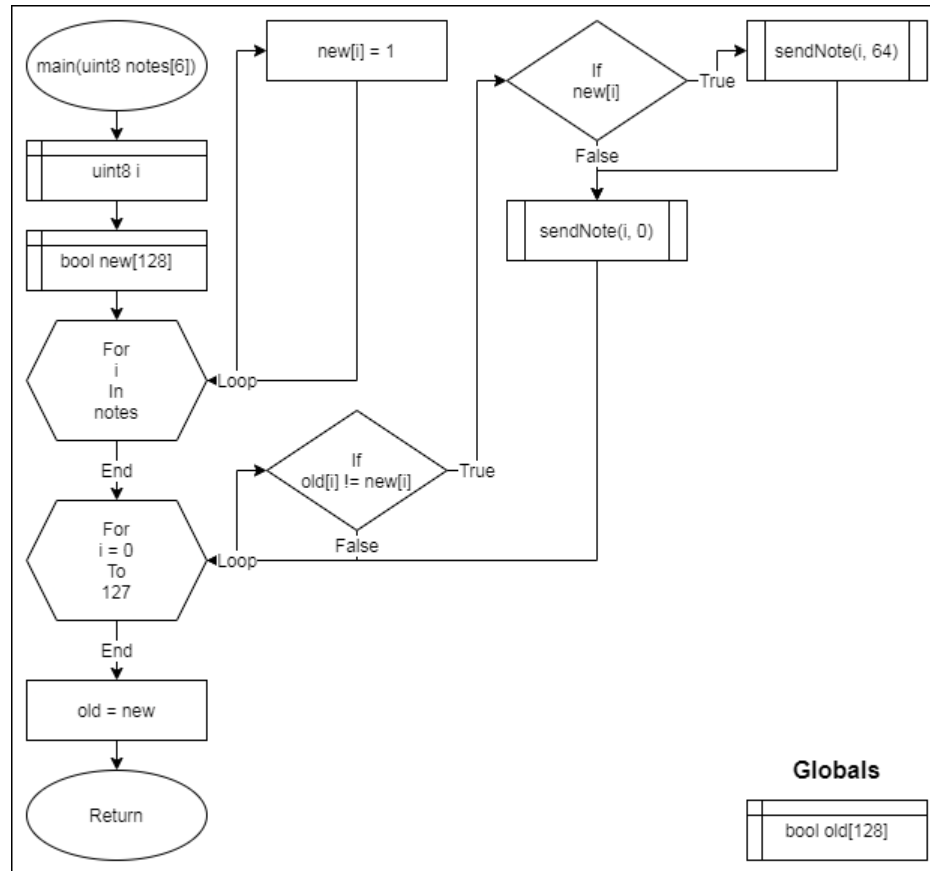 main(uint8 notes[6])
uint8 i
bool new[128]
For
i
In
notes
Loop
new[i] = 1
End
For
i = 0
To
127
Loop
If
old[i] != new[i]
True
False
If
new[i]
True
sendNote(i, 64)
False
sendNote(i, 0)
End
old = new
Return
Globals
bool old[128]